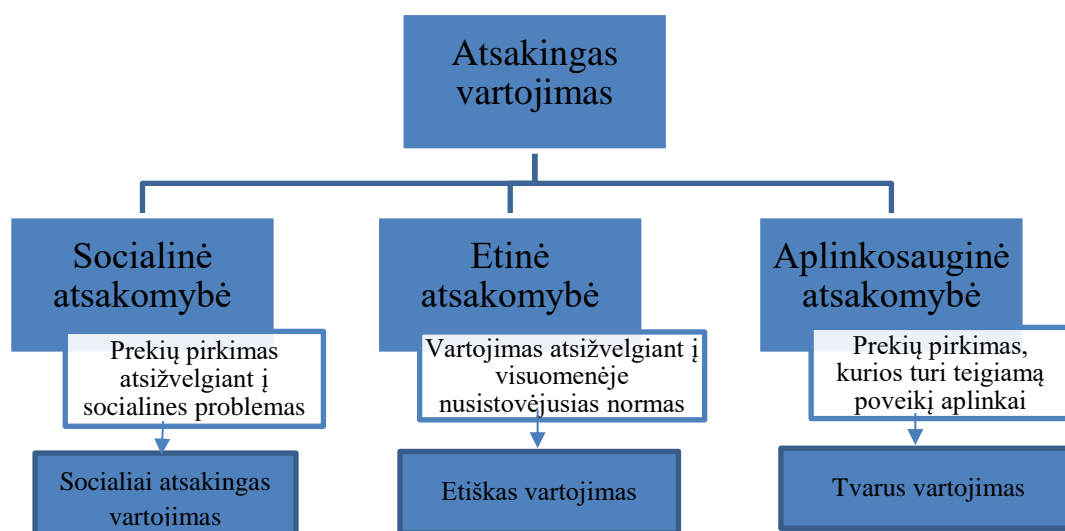 Atsakingas
vartojimas
Socialinė
atsakomybė
Prekių pirkimas
atsižvelgiant į
socialines problemas
Socialiai atsakingas
vartojimas
Etinė
atsakomybė
Vartojimas atsižvelgiant į
visuomenėje
nusistovėjusias normas
Etiškas vartojimas
Aplinkosauginė
atsakomybė
Prekių pirkimas,
kurios turi teigiamą
poveikį aplinkai
Tvarus vartojimas